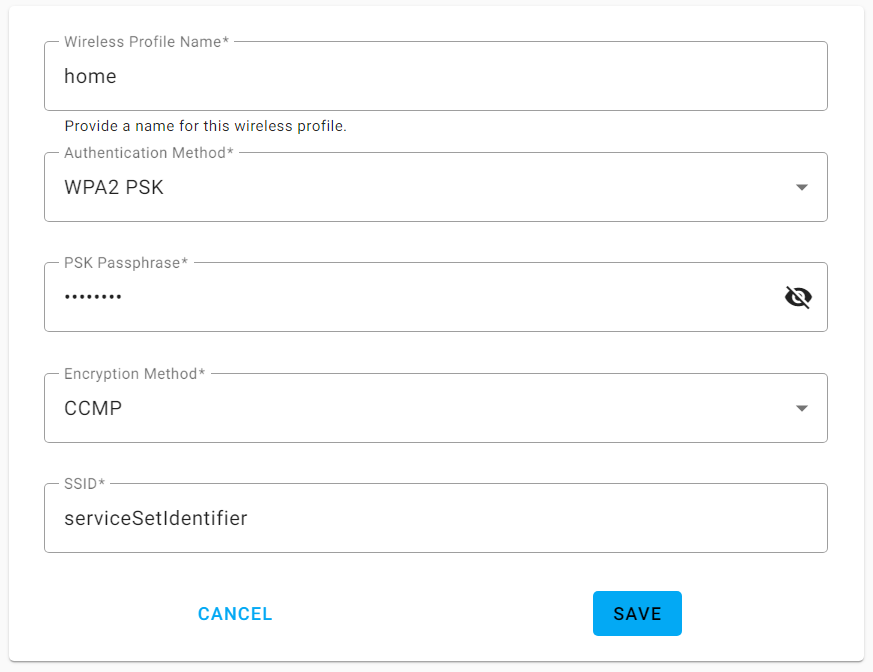 Wireless Profile Name*
home
Provide a name for this wireless profile.
Authentication Method*
WPA2 PSK
PSK Passphrase*
••••••••
Encryption Method*
CCMP
SSID*
serviceSetIdentifier
CANCEL
SAVE